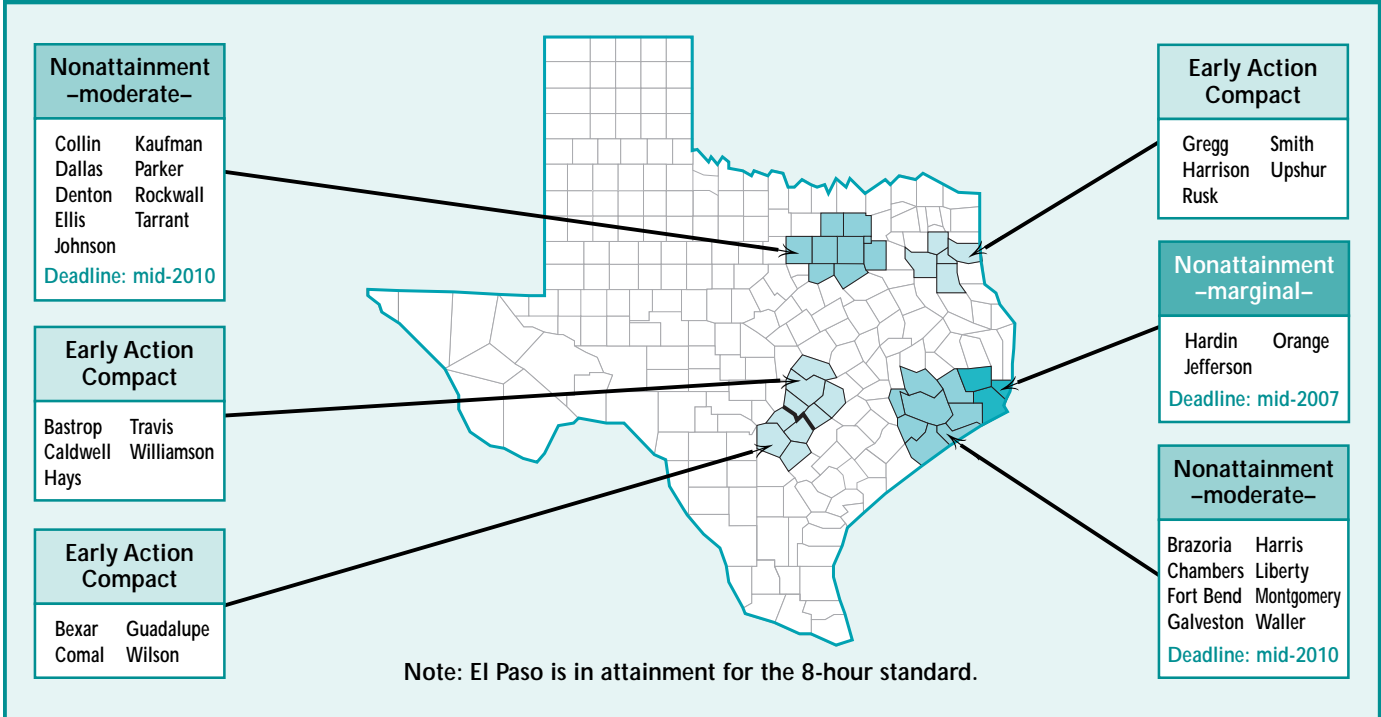 Nonattainment
–moderate–
Collin Kaufman
Dallas Parker
Denton Rockwall
Ellis Tarrant
Johnson
Deadline: mid-2010
Early Action
Compact
Bastrop Travis
Caldwell Williamson
Hays
Early Action
Compact
Bexar Guadalupe
Comal Wilson
Early Action
Compact
Gregg Smith
Harrison Upshur
Rusk
Nonattainment
–marginal–
Hardin Orange
Jefferson
Deadline: mid-2007
Nonattainment
–moderate–
Brazoria Harris
Chambers Liberty
Fort Bend Montgomery
Galveston Waller
Deadline: mid-2010
Note: El Paso is in attainment for the 8-hour standard.